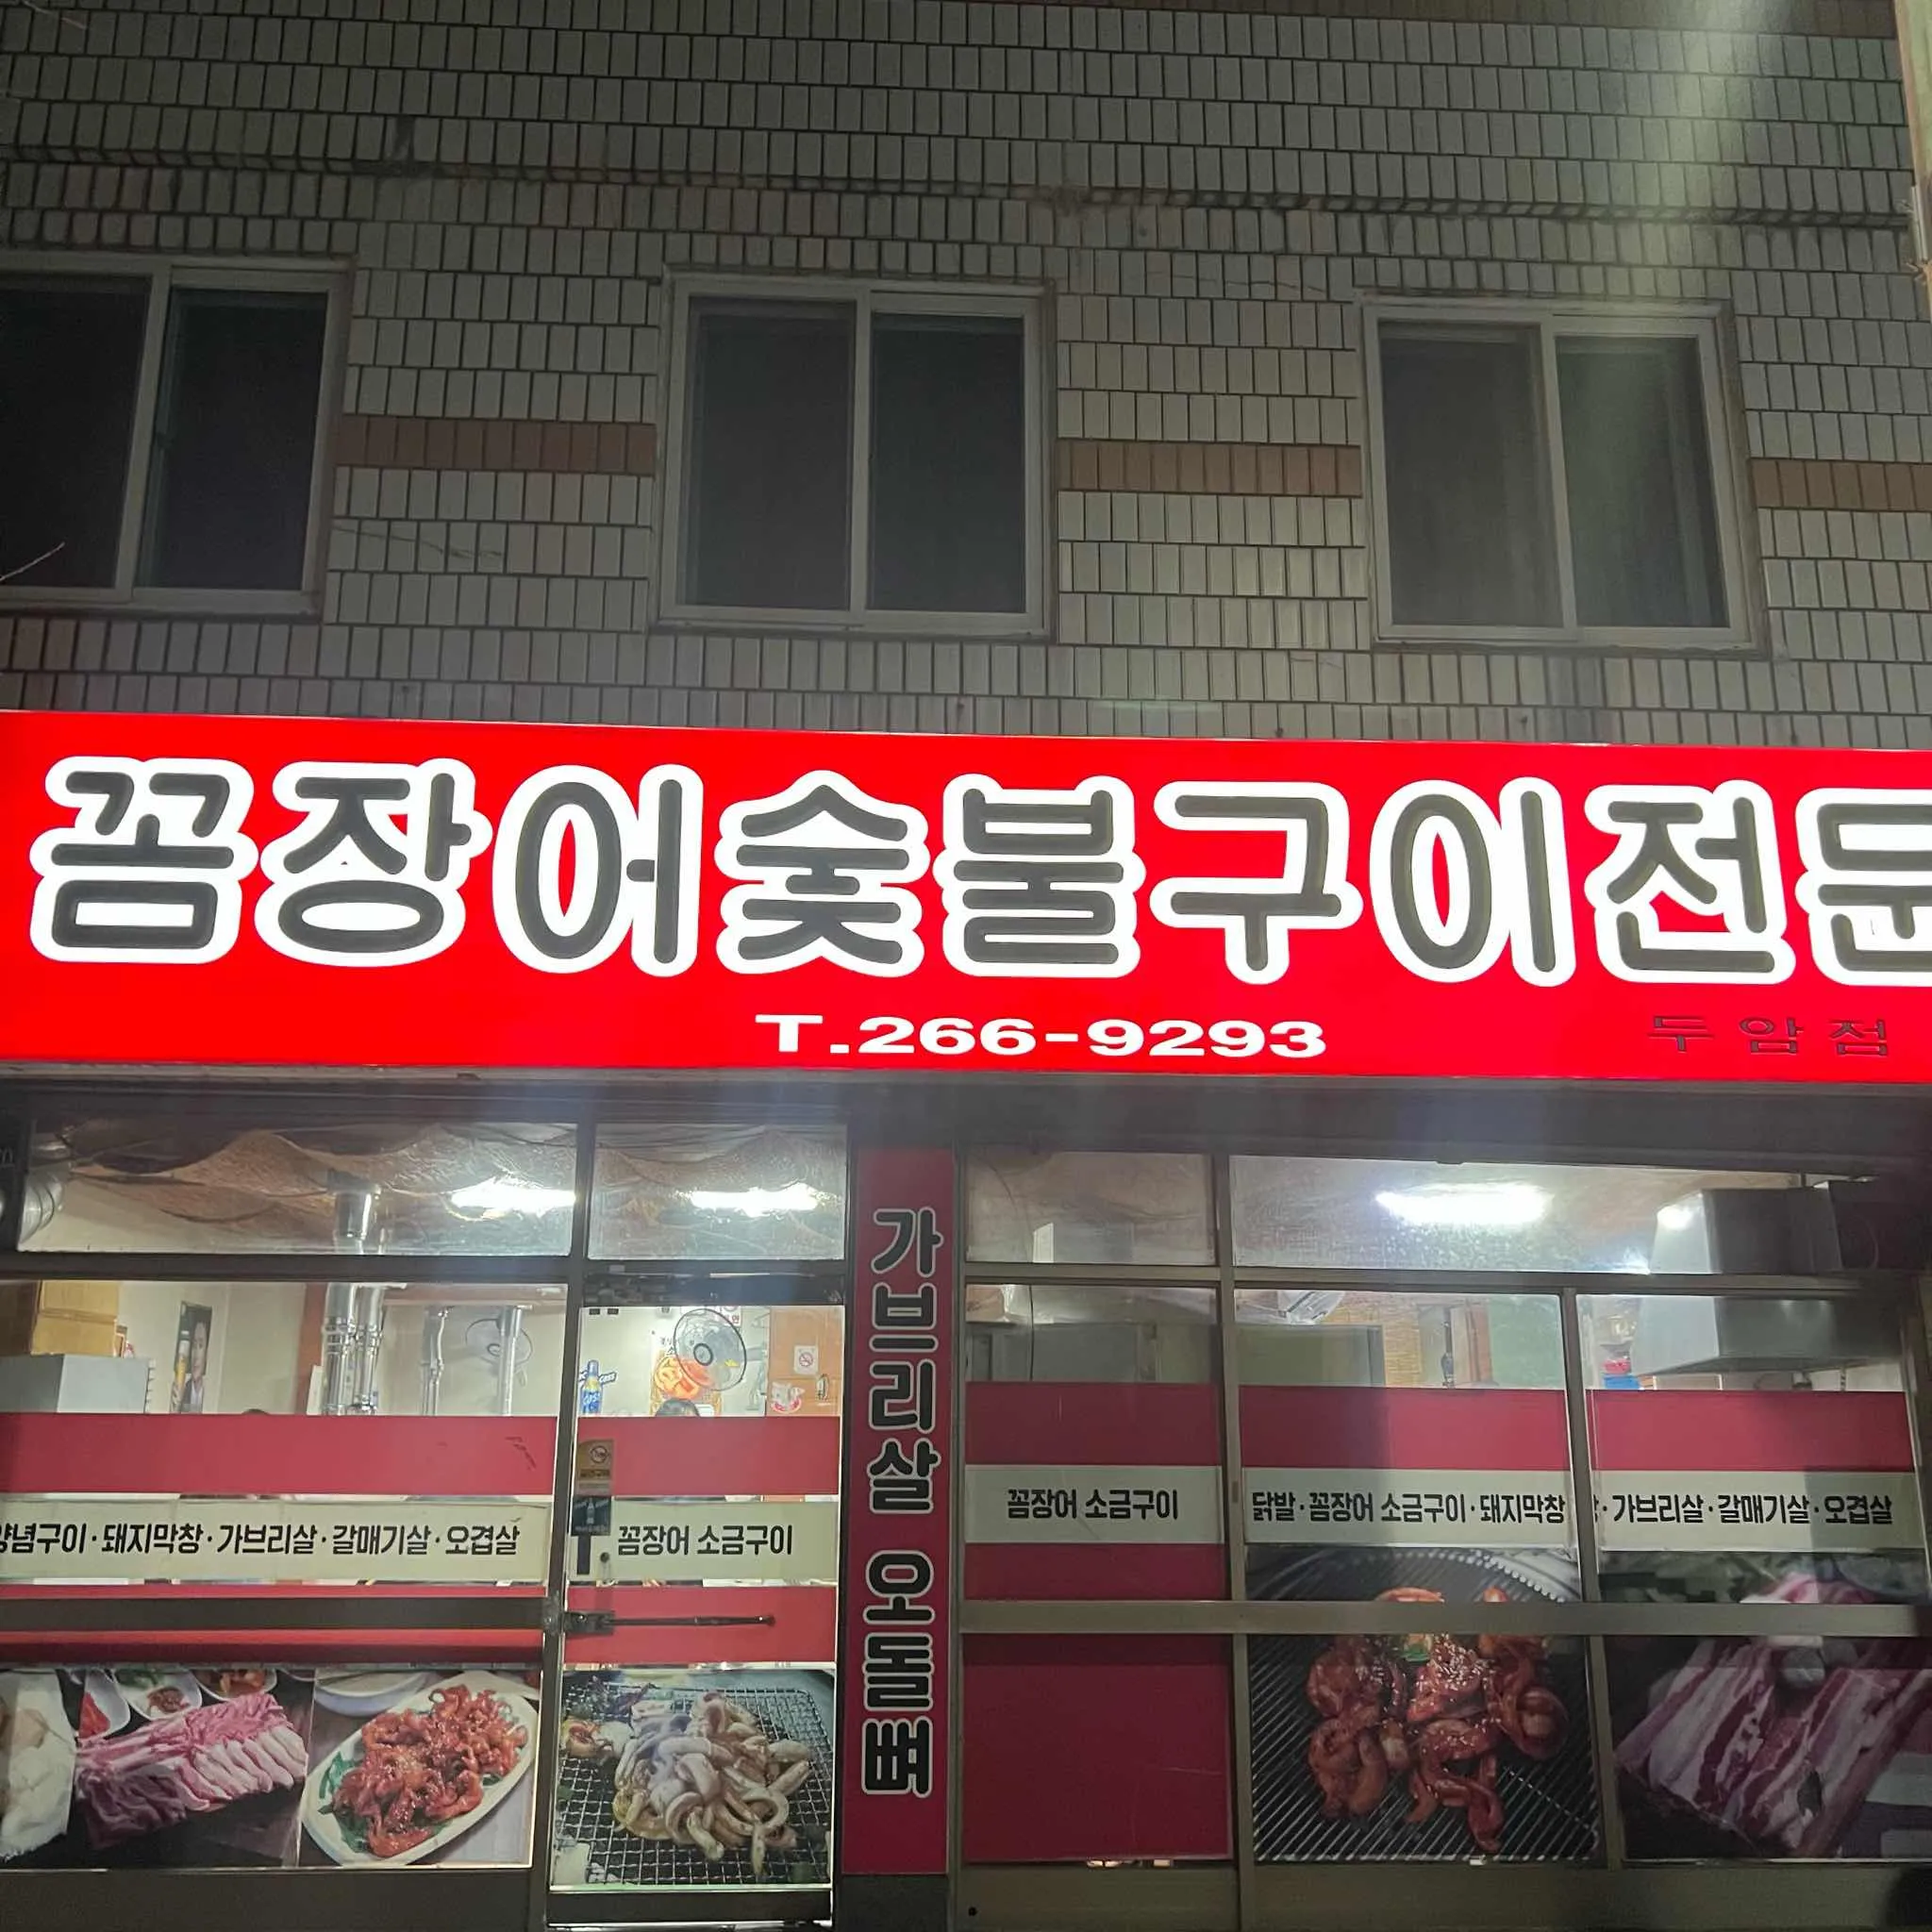 꼼장어숯불구이전문
T.266-9293
두암점
가브리살 오돌뼈
양념구이·돼지막창·가브리살·갈매기살·오겹살
꼼장어 소금구이
꼼장어 소금구이
닭발·꼼장어 소금구이·돼지막창
·가브리살·갈매기살·오겹살